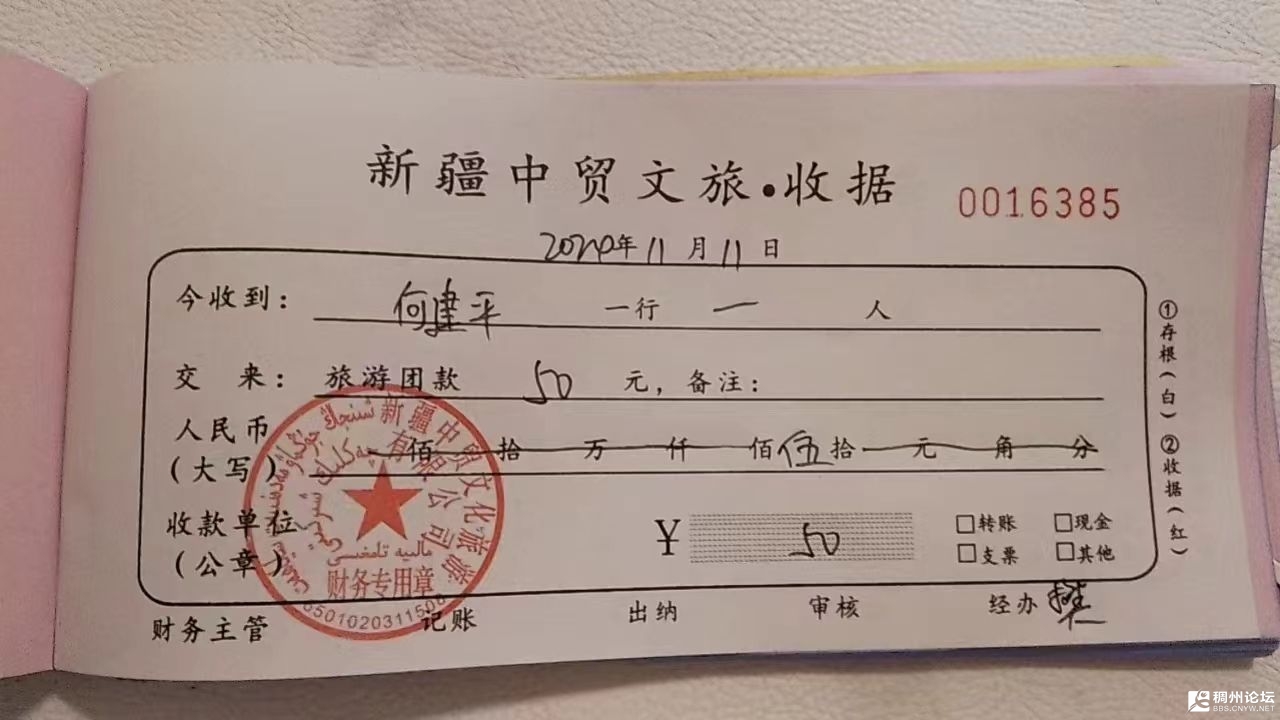 新疆中贸文旅·收据
0016385
2024年11月11日
今收到： 何建平 一行 一 人
交 来： 旅游团款 50 元，备注：
人民币（大写） 佰 拾 万 仟 佰 伍拾 元 角 分
收款单位（公章） ¥ 50 □转账 □现金
□支票 □其他
财务主管 记账 出纳 审核 经办
①存根（白） ②收据（红）
新疆中贸文化旅游有限公司
财务专用章
6501020311508
稠州论坛
BBS.CNYW.NET